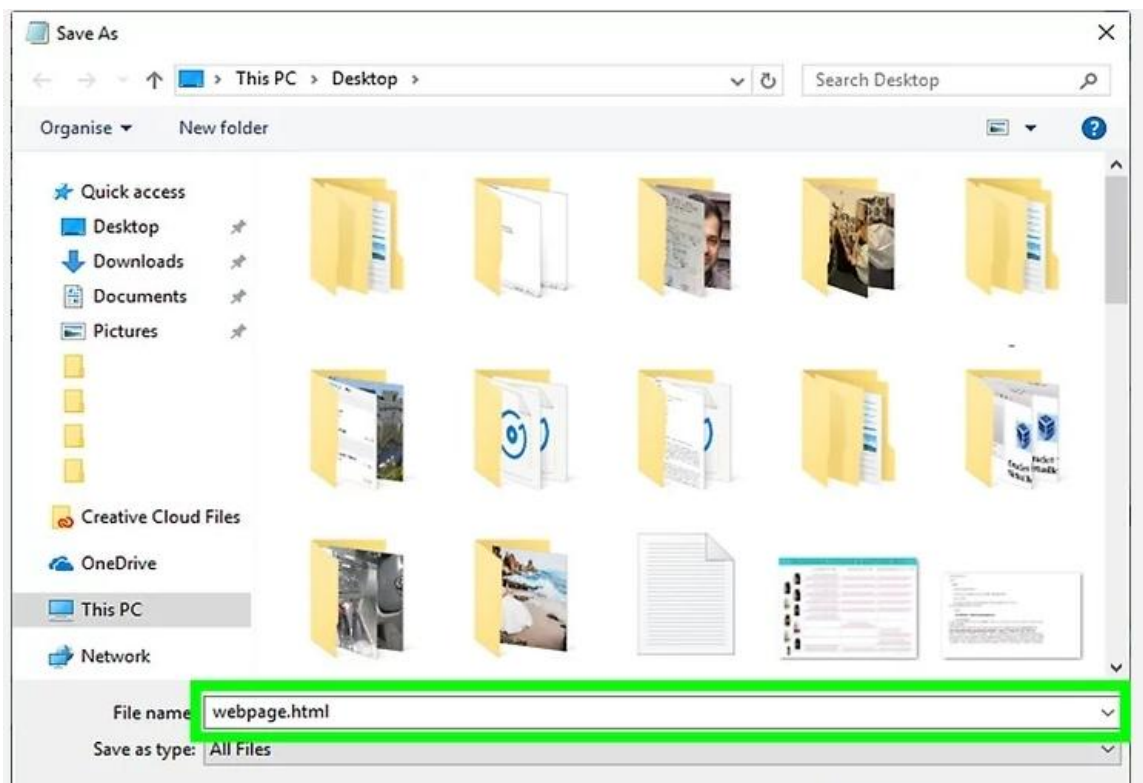 Save As
This PC > Desktop >
Search Desktop
Organise
New folder
?
Quick access
Desktop
Downloads
Documents
Pictures
Creative Cloud Files
OneDrive
This PC
Network
File name
webpage.html
Save as type: All Files